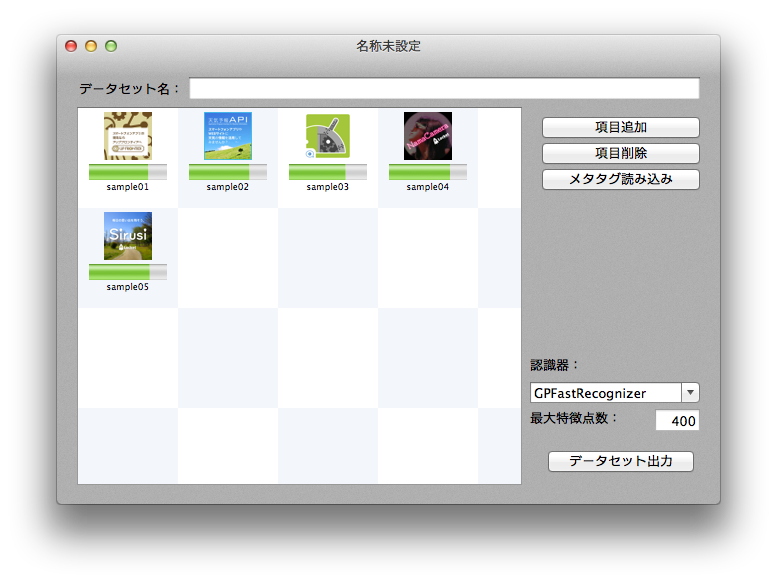 名称未設定
データセット名：
項目追加
項目削除
メタタグ読み込み
API
NanaCamera
sample01
sample02
sample03
sample04
Sirusi
sample05
認識器：
GPFastRecognizer
最大特徴点数：
400
データセット出力